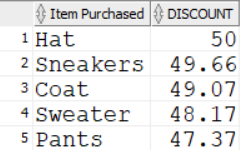 Item Purchased DISCOUNT
1 Hat 50
2 Sneakers 49.66
3 Coat 49.07
4 Sweater 48.17
5 Pants 47.37